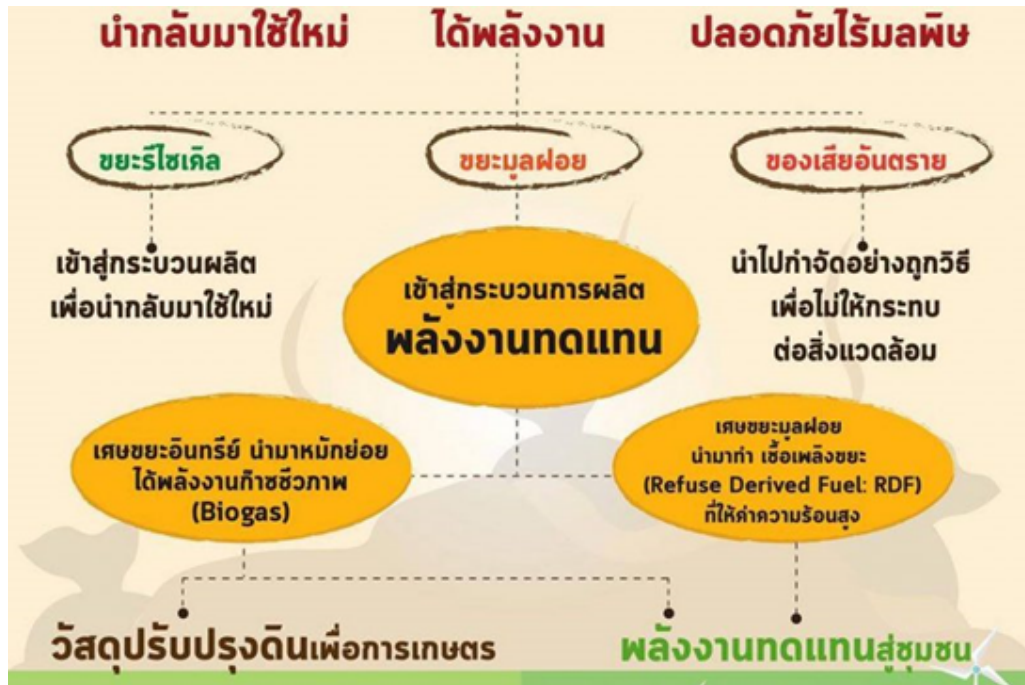 นำกลับมาใช้ใหม่ ได้พลังงาน ปลอดภัยไร้มลพิษ
ขยะรีไซเคิล
ขยะมูลฝอย
ของเสียอันตราย
เข้าสู่กระบวนผลิต
เพื่อนำกลับมาใช้ใหม่
เข้าสู่กระบวนการผลิต
พลังงานทดแทน
นำไปกำจัดอย่างถูกวิธี
เพื่อไม่ให้กระทบ
ต่อสิ่งแวดล้อม
เศษขยะอินทรีย์ นำมาหมักย่อย
ได้พลังงานก๊าซชีวภาพ
(Biogas)
เศษขยะมูลฝอย
นำมาทำ เชื้อเพลิงขยะ
(Refuse Derived Fuel: RDF)
ที่ให้ค่าความร้อนสูง
วัสดุปรับปรุงดินเพื่อการเกษตร
พลังงานทดแทนสู่ชุมชน